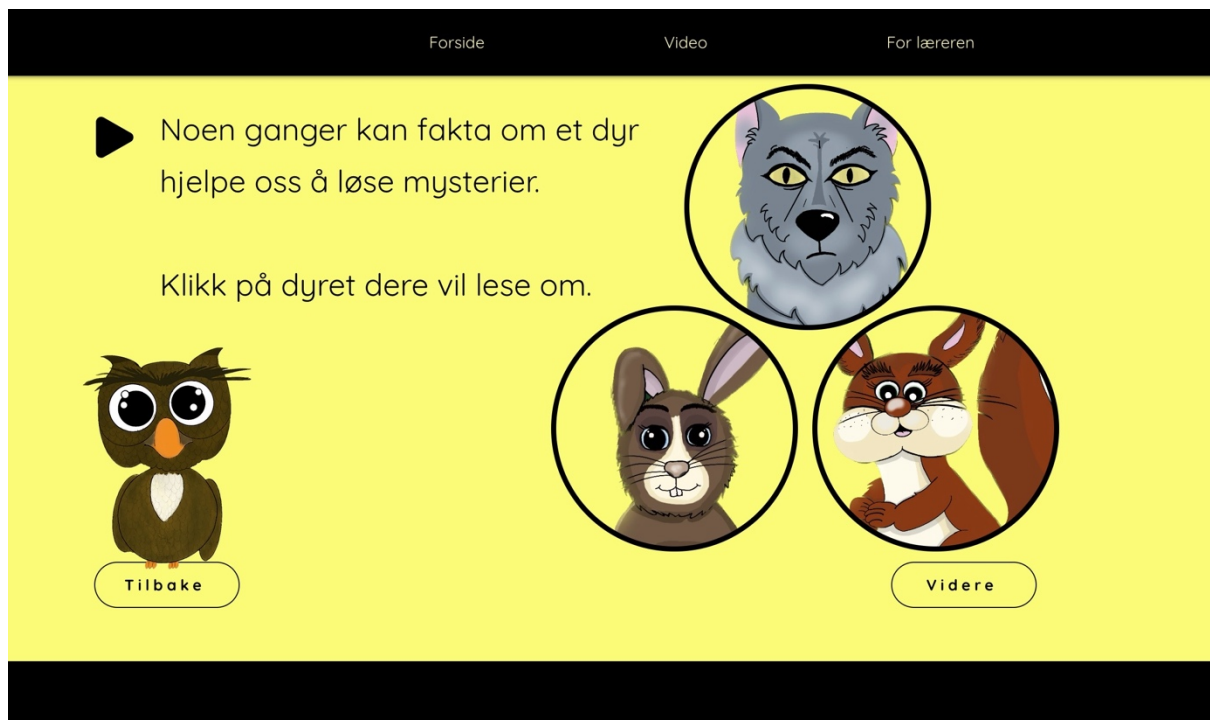 Forside
Video
For læreren
Noen ganger kan fakta om et dyr
hjelpe oss å løse mysterier.
Klikk på dyret dere vil lese om.
Tilbake
Videre